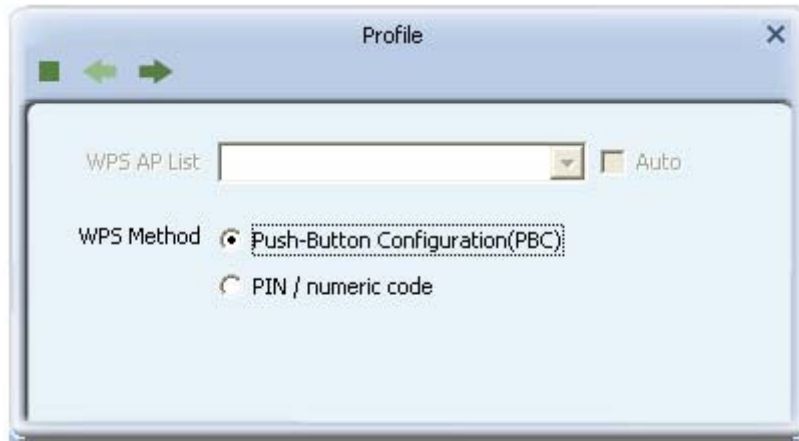 Profile
WPS AP List Auto
WPS Method Push-Button Configuration(PBC)
PIN / numeric code